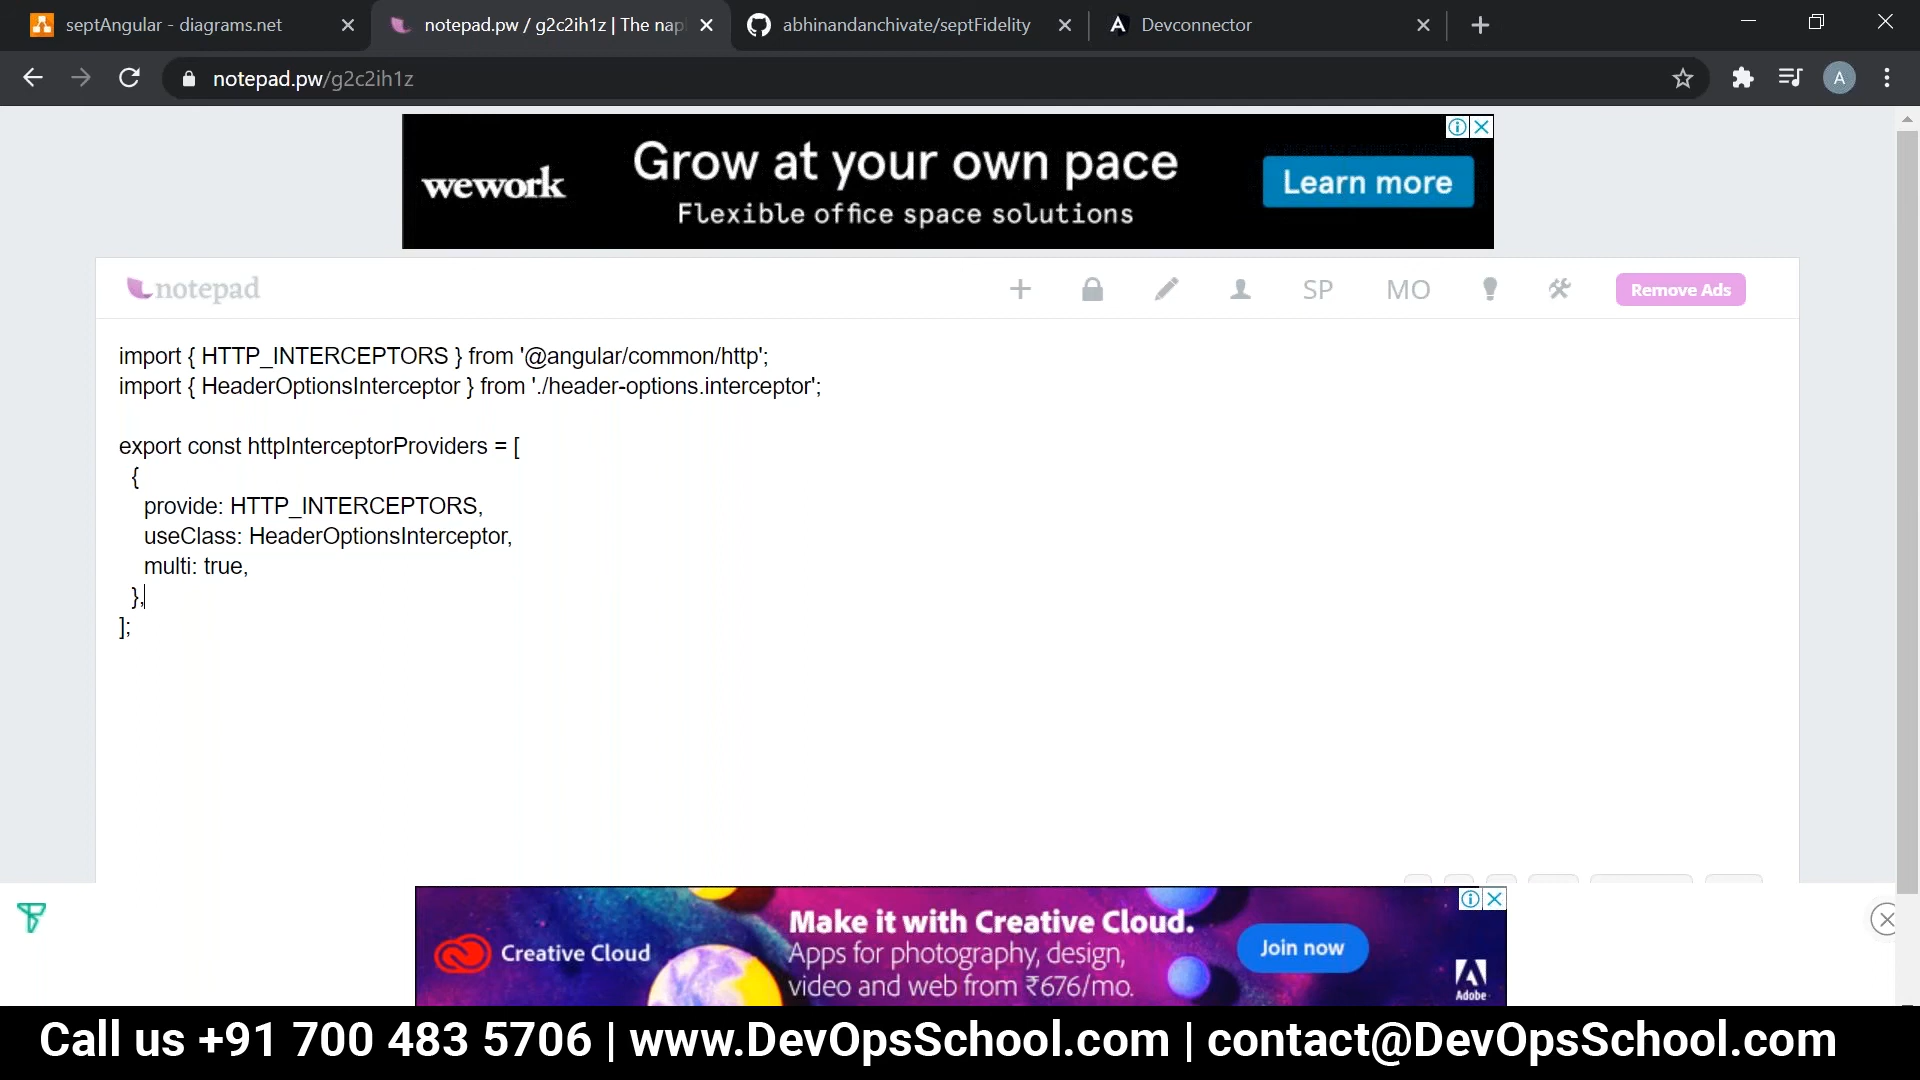 septAngular - diagrams.net
notepad.pw / g2c2ih1z | The nap
abhinandanchivate/septFidelity
Devconnector
notepad.pw/g2c2ih1z
A
wework
Grow at your own pace
Flexible office space solutions
Learn more
notepad
SP
MO
Remove Ads
import { HTTP_INTERCEPTORS } from '@angular/common/http';
import { HeaderOptionsInterceptor } from './header-options.interceptor';
export const httpInterceptorProviders = [
{
provide: HTTP_INTERCEPTORS,
useClass: HeaderOptionsInterceptor,
multi: true,
},
];
Creative Cloud
Make it with Creative Cloud.
Apps for photography, design,
video and web from ₹676/mo.
Join now
Adobe
Call us +91 700 483 5706 | www.DevOpsSchool.com | contact@DevOpsSchool.com